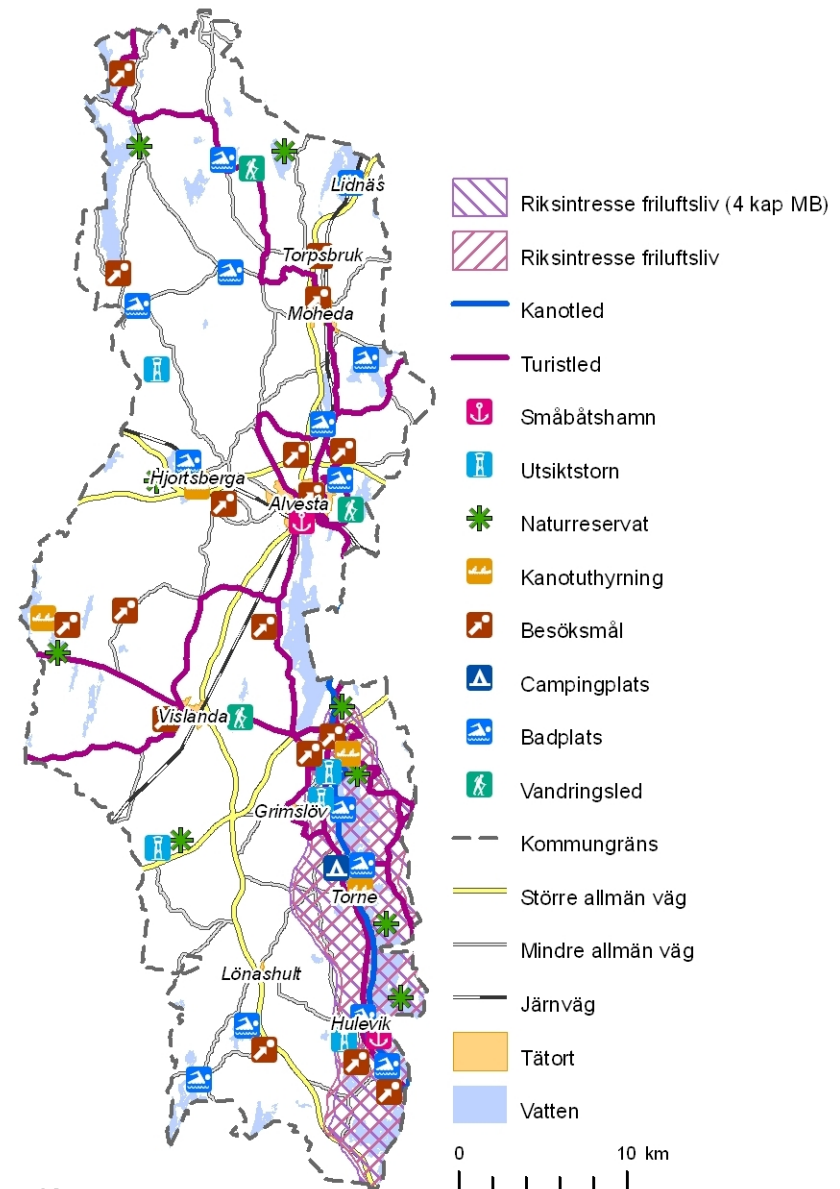 Lidnäs
Torpsbruk
Moheda
Hjortsberga
Alvesta
Vislanda
Grimslöv
Torne
Lönashult
Hulevik
Riksintresse friluftsliv (4 kap MB)
Riksintresse friluftsliv
Kanotled
Turistled
Småbåtshamn
Utsiktstorn
Naturreservat
Kanotuthyrning
Besöksmål
Campingplats
Badplats
Vandringsled
Kommungräns
Större allmän väg
Mindre allmän väg
Järnväg
Tätort
Vatten
0 10 km